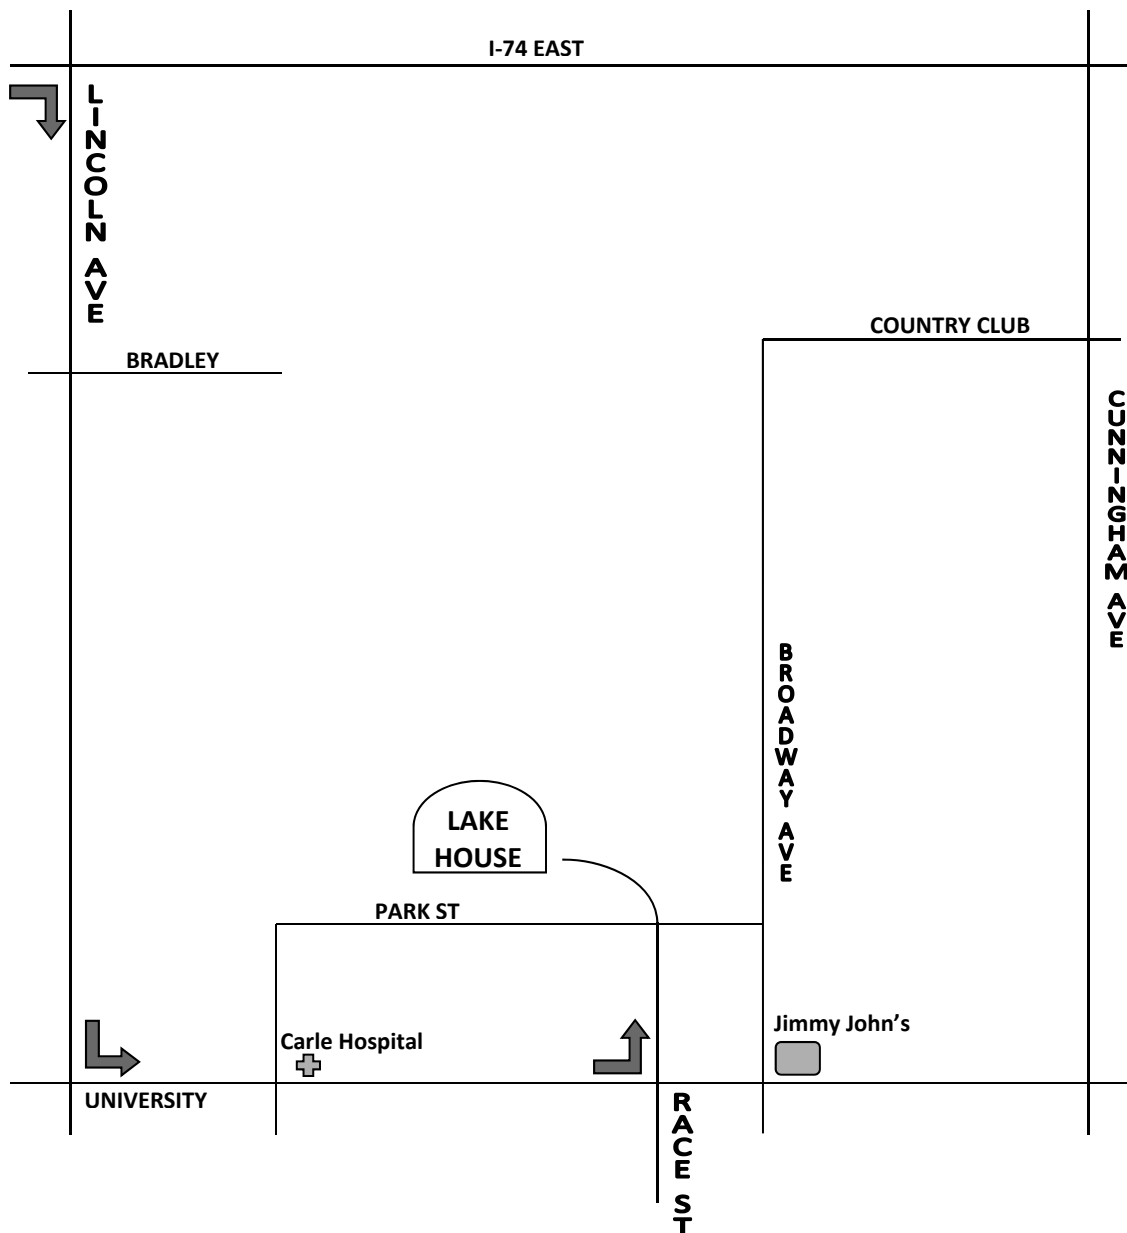 I-74 EAST
LINCOLN AVE
COUNTRY CLUB
BRADLEY
CUNNINGHAM AVE
BROADWAY AVE
LAKE
HOUSE
PARK ST
Jimmy John's
Carle Hospital
UNIVERSITY
RACE ST